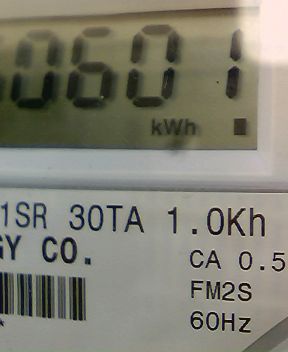 0601
kWh
1SR 30TA 1.0Kh
GY CO.
CA 0.5
FM2S
60Hz